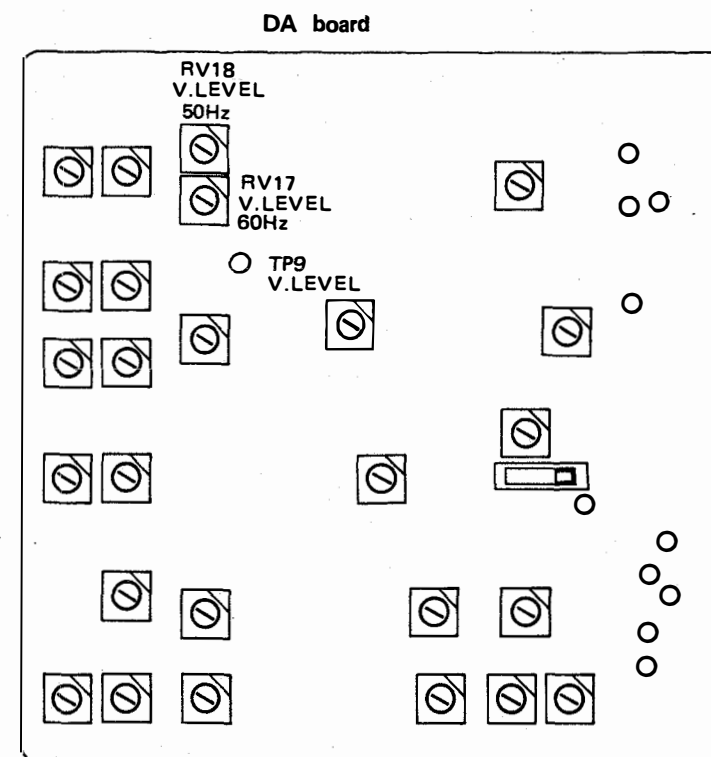 DA board
RV18
V.LEVEL
50Hz
RV17
V.LEVEL
60Hz
TP9
V.LEVEL